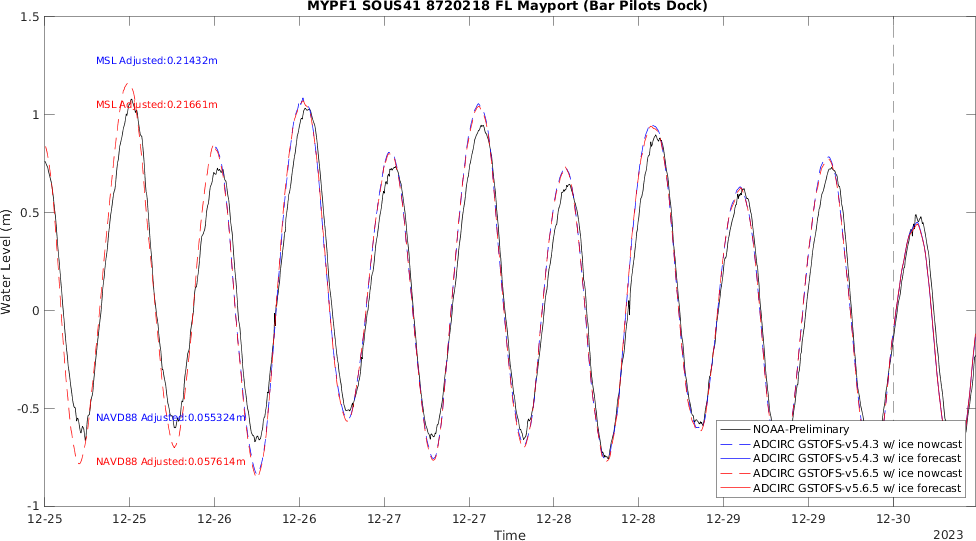 MYPF1 SOUS41 8720218 FL Mayport (Bar Pilots Dock)
1.5
1
0.5
0
-0.5
-1
Water Level (m)
MSL Adjusted:0.21432m
MSL Adjusted:0.21661m
NAVD88 Adjusted:0.055324m
NAVD88 Adjusted:0.057614m
NOAA-Preliminary
ADCIRC GSTOFS-v5.4.3 w/ ice nowcast
ADCIRC GSTOFS-v5.4.3 w/ ice forecast
ADCIRC GSTOFS-v5.6.5 w/ ice nowcast
ADCIRC GSTOFS-v5.6.5 w/ ice forecast
12-25 12-25 12-26 12-26 12-27 12-27 12-28 12-28 12-29 12-29 12-30
Time
2023